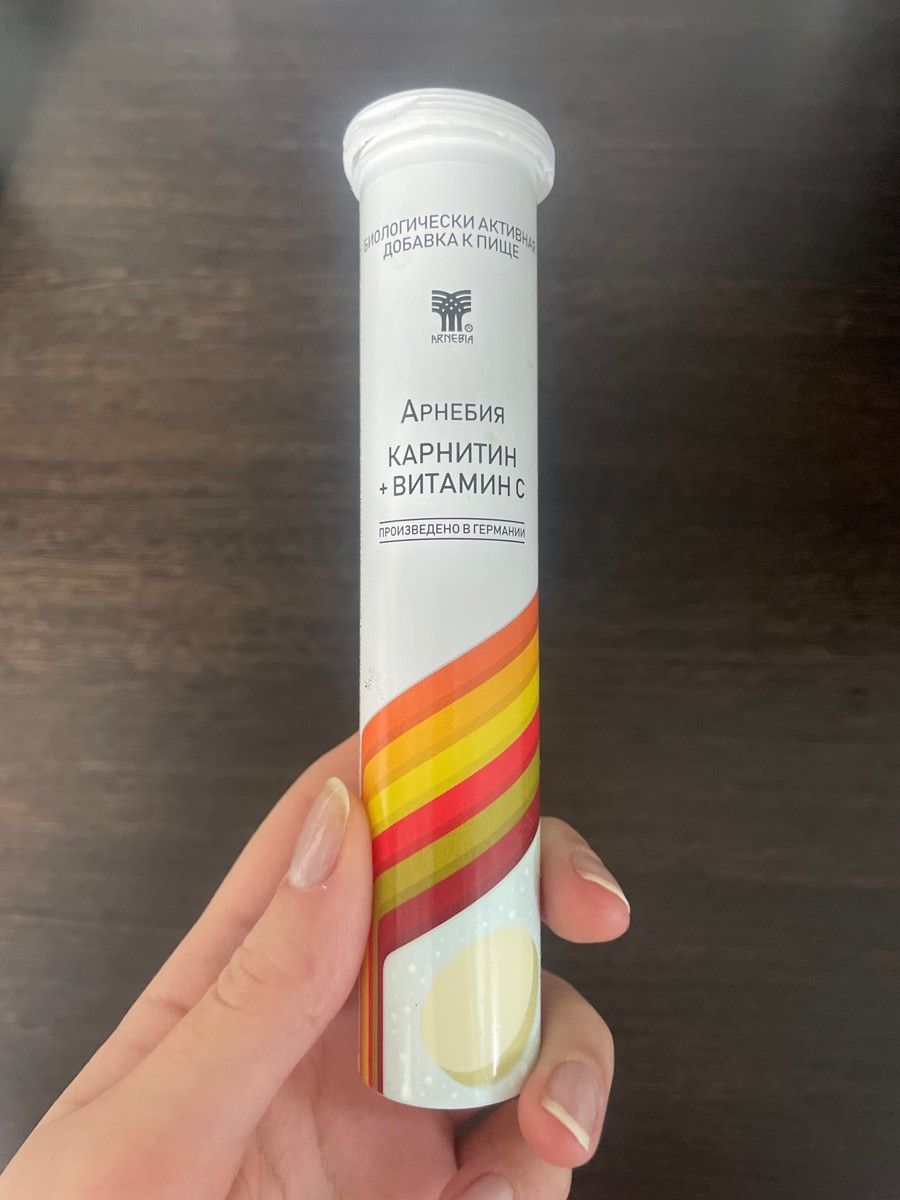 БИОЛОГИЧЕСКИ АКТИВНАЯ
ДОБАВКА К ПИЩЕ
ARNEBIA
АРНЕБИЯ
КАРНИТИН
+ ВИТАМИН С
ПРОИЗВЕДЕНО В ГЕРМАНИИ